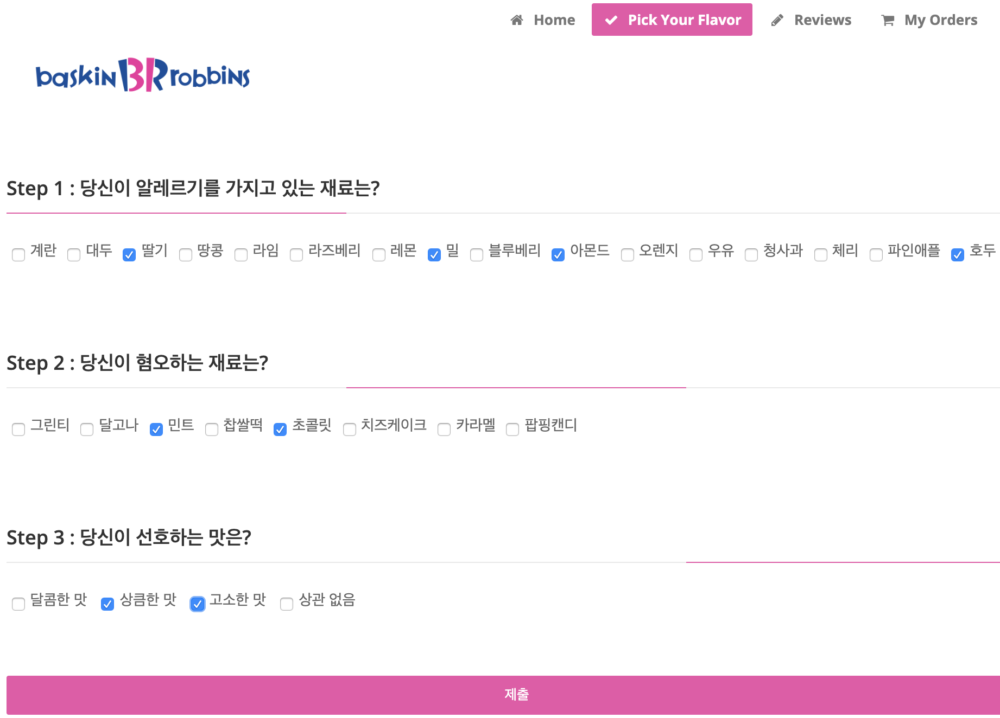 Home Pick Your Flavor Reviews My Orders
baskin BR robbins
Step 1 : 당신이 알레르기를 가지고 있는 재료는?
계란 대두 딸기 땅콩 라임 라즈베리 레몬 밀 블루베리 아몬드 오렌지 우유 청사과 체리 파인애플 호두
Step 2 : 당신이 혐오하는 재료는?
그린티 달고나 민트 찹쌀떡 초콜릿 치즈케이크 카라멜 팝핑캔디
Step 3 : 당신이 선호하는 맛은?
달콤한 맛 상큼한 맛 고소한 맛 상관 없음
제출